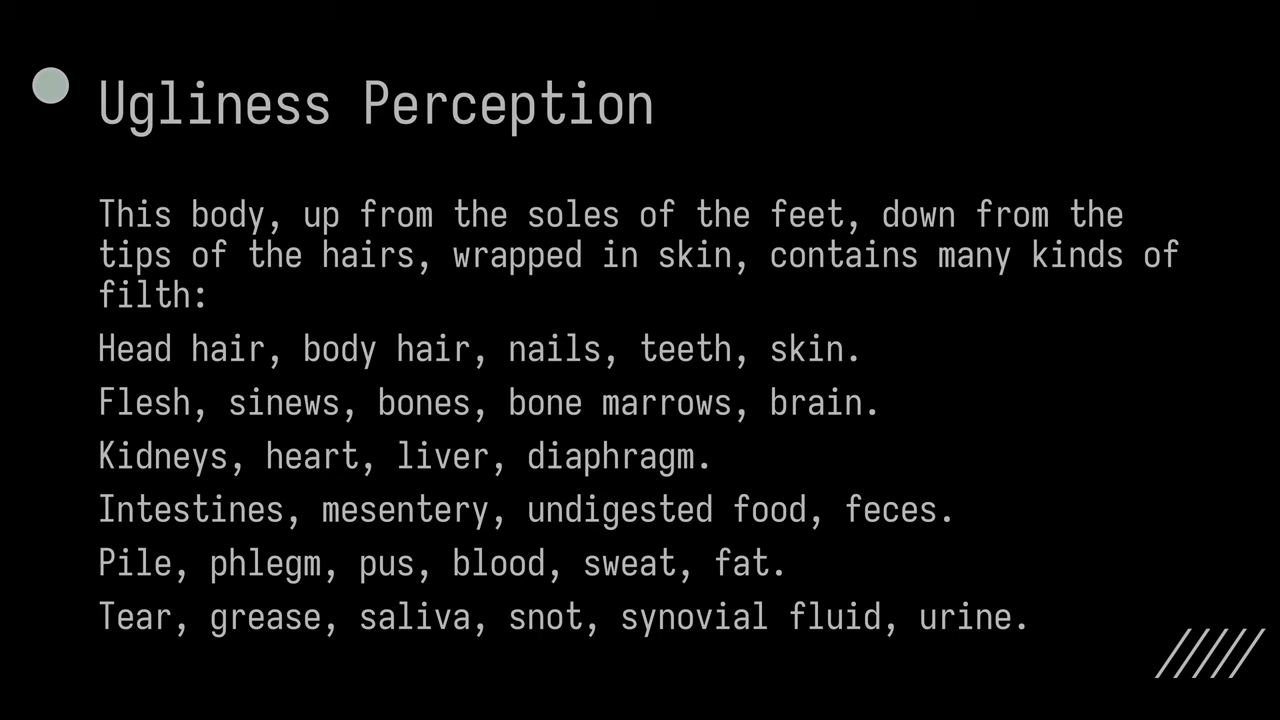 Ugliness Perception
This body, up from the soles of the feet, down from the
tips of the hairs, wrapped in skin, contains many kinds of
filth:
Head hair, body hair, nails, teeth, skin.
Flesh, sinews, bones, bone marrows, brain.
Kidneys, heart, liver, diaphragm.
Intestines, mesentery, undigested food, feces.
Pile, phlegm, pus, blood, sweat, fat.
Tear, grease, saliva, snot, synovial fluid, urine.